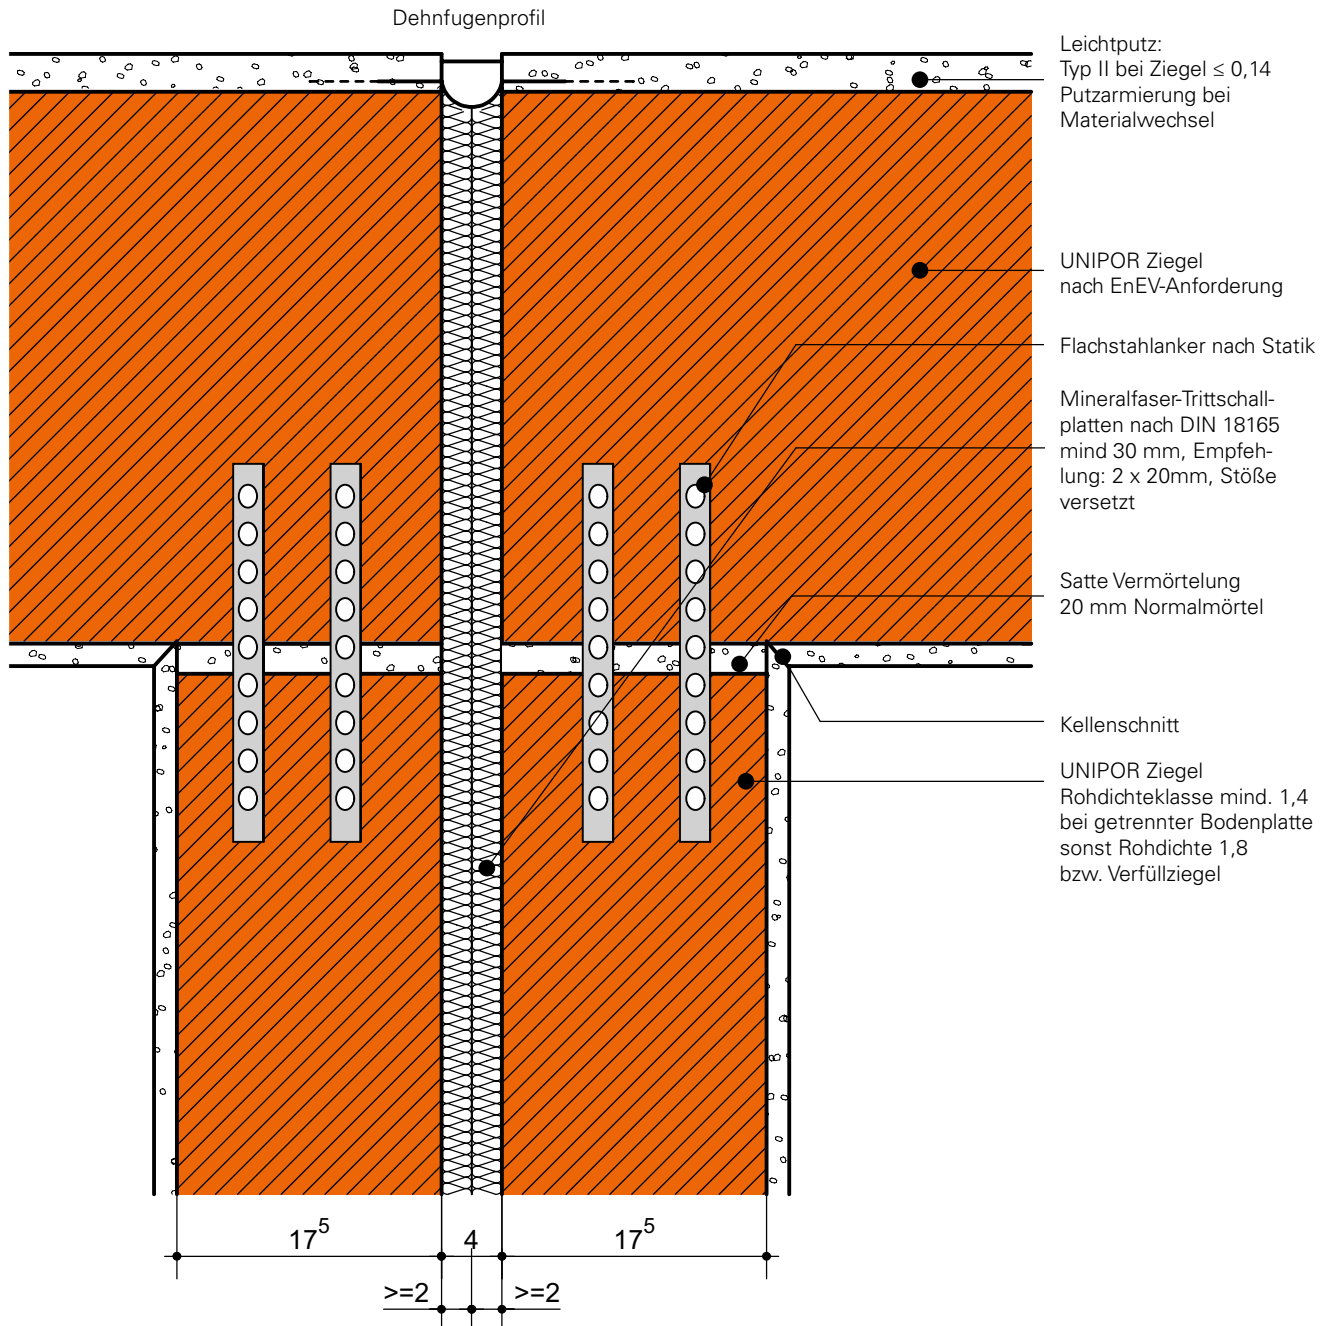 Dehnfugenprofil
Leichtputz:
Typ II bei Ziegel ≤ 0,14
Putzarmierung bei
Materialwechsel
UNIPOR Ziegel
nach EnEV-Anforderung
Flachstahlanker nach Statik
Mineralfaser-Trittschall-
platten nach DIN 18165
mind 30 mm, Empfeh-
lung: 2 x 20mm, Stöße
versetzt
Satte Vermörtelung
20 mm Normalmörtel
Kellenschnitt
UNIPOR Ziegel
Rohdichteklasse mind. 1,4
bei getrennter Bodenplatte
sonst Rohdichte 1,8
bzw. Verfüllziegel
17⁵ 4 17⁵
>=2 >=2